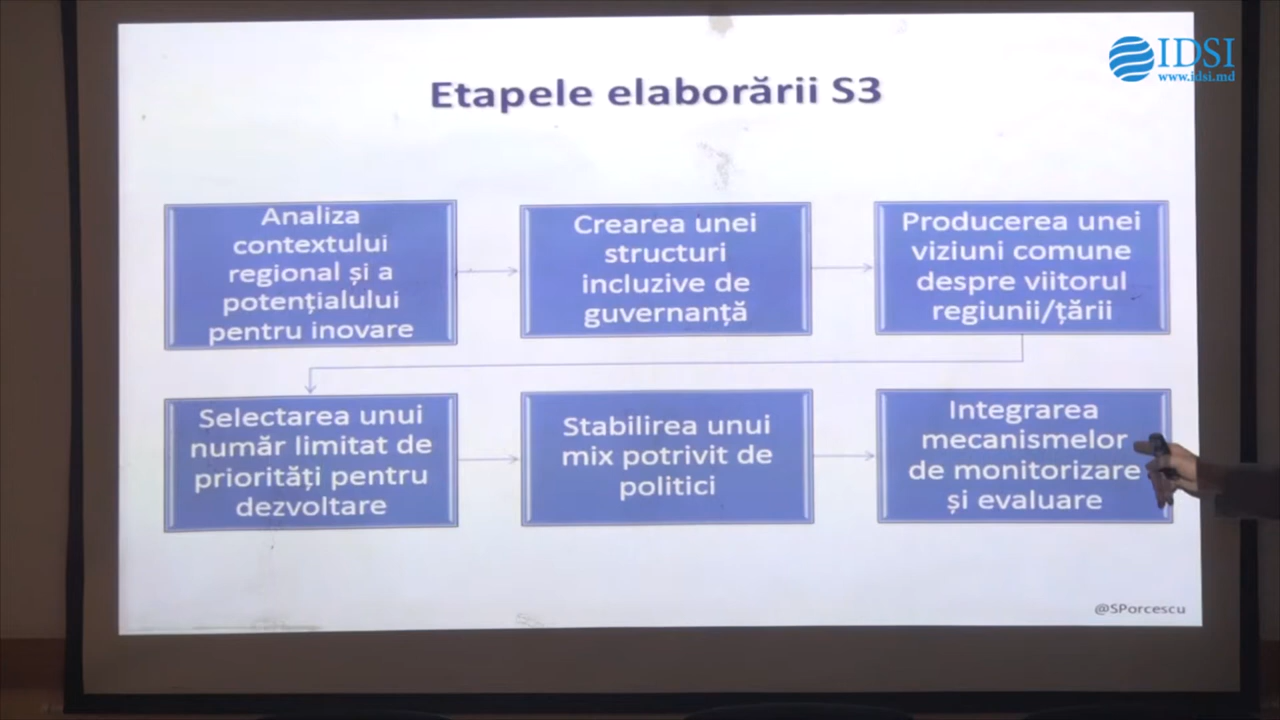 IDSI
www.idsi.md
Etapele elaborării S3
Analiza
contextului
regional și a
potențialului
pentru inovare
Crearea unei
structuri
incluzive de
guvernanță
Producerea unei
viziuni comune
despre viitorul
regiunii/țării
Selectarea unui
număr limitat de
priorități pentru
dezvoltare
Stabilirea unui
mix potrivit de
politici
Integrarea
mecanismelor
de monitorizare
și evaluare
@SPorcescu